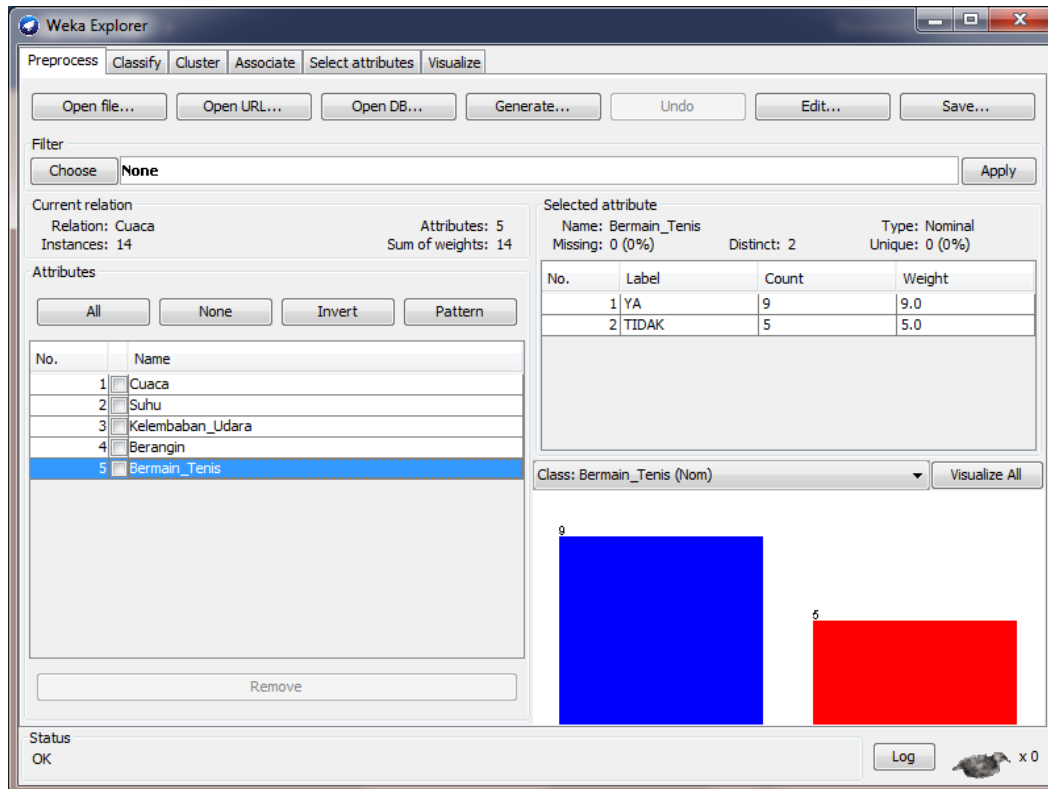 Weka Explorer
Preprocess Classify Cluster Associate Select attributes Visualize
Open file... Open URL... Open DB... Generate... Undo Edit... Save...
Filter
Choose None Apply
Current relation
Relation: Cuaca Attributes: 5
Instances: 14 Sum of weights: 14
Attributes
All None Invert Pattern
No. Name
1 Cuaca
2 Suhu
3 Kelembaban_Udara
4 Berangin
5 Bermain_Tenis
Remove
Selected attribute
Name: Bermain_Tenis Type: Nominal
Missing: 0 (0%) Distinct: 2 Unique: 0 (0%)
No. Label Count Weight
1 YA 9 9.0
2 TIDAK 5 5.0
Class: Bermain_Tenis (Nom) Visualize All
9
5
Status
OK
Log x 0